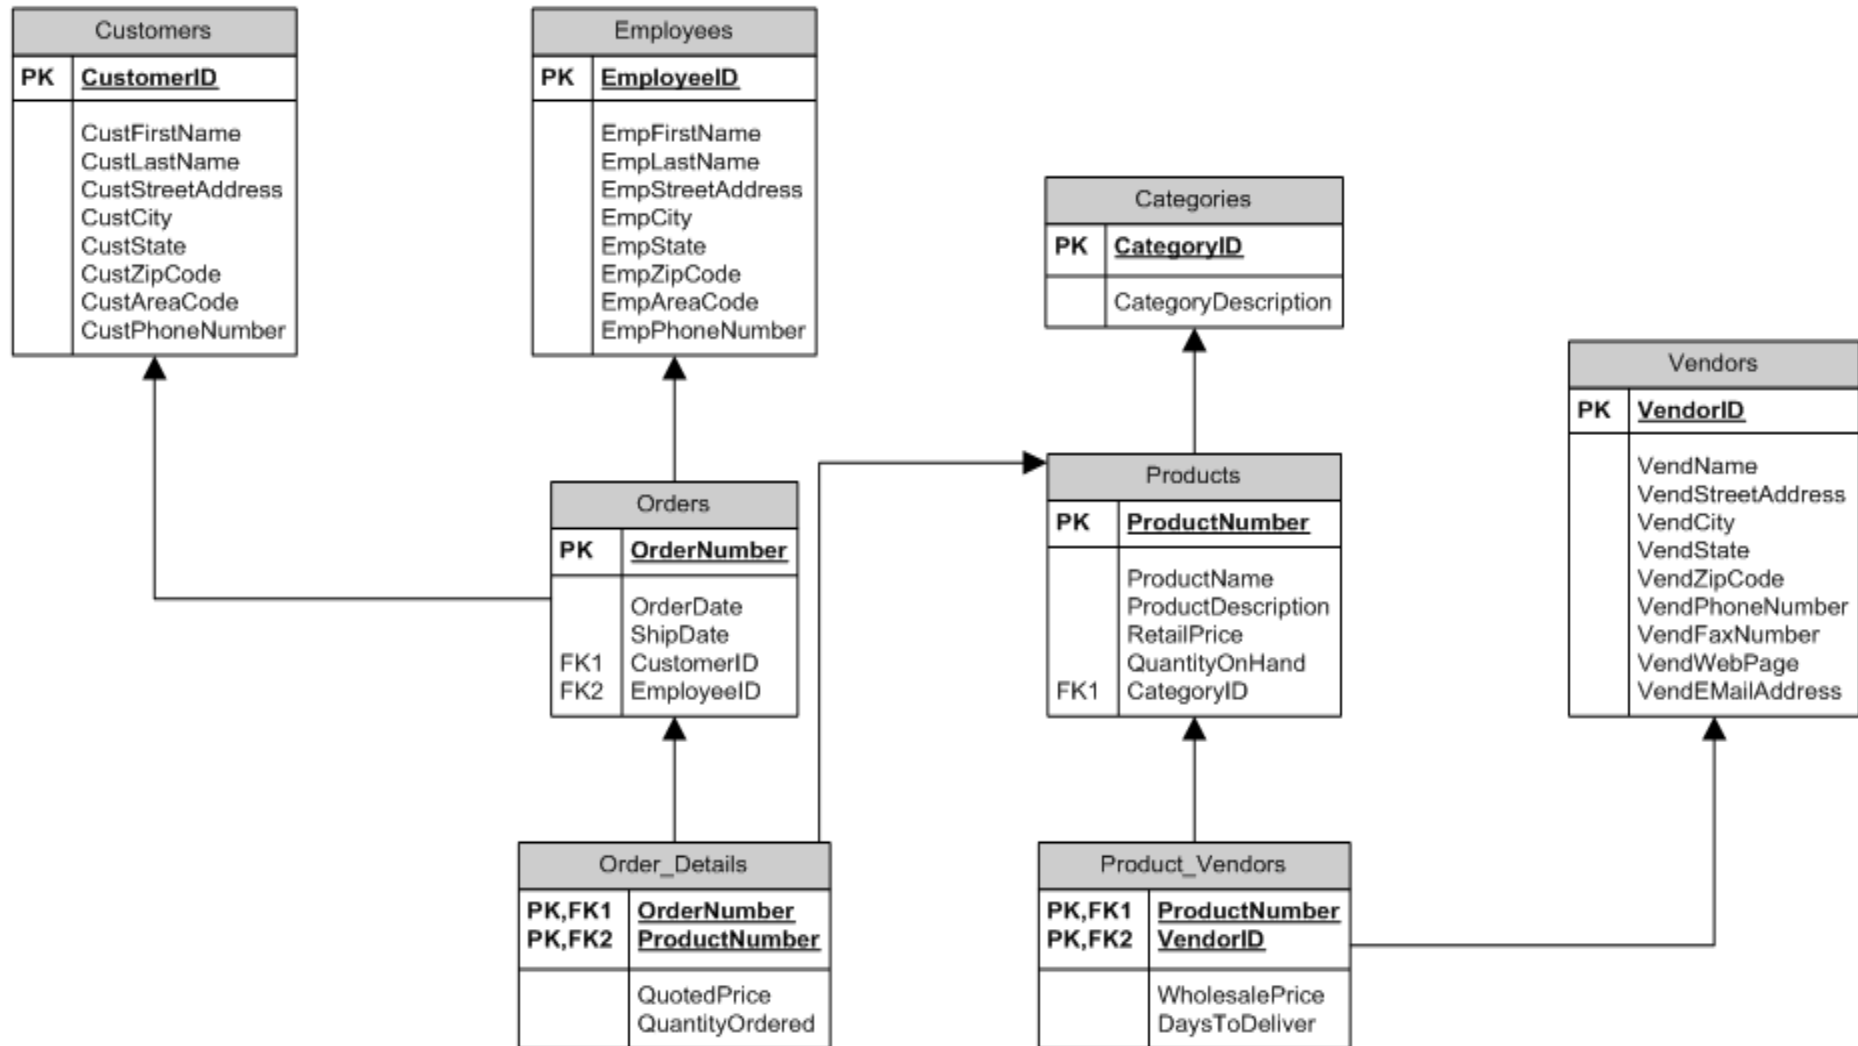 Customers
PK CustomerID
CustFirstName
CustLastName
CustStreetAddress
CustCity
CustState
CustZipCode
CustAreaCode
CustPhoneNumber
Employees
PK EmployeeID
EmpFirstName
EmpLastName
EmpStreetAddress
EmpCity
EmpState
EmpZipCode
EmpAreaCode
EmpPhoneNumber
Categories
PK CategoryID
CategoryDescription
Vendors
PK VendorID
VendName
VendStreetAddress
VendCity
VendState
VendZipCode
VendPhoneNumber
VendFaxNumber
VendWebPage
VendEMailAddress
Orders
PK OrderNumber
OrderDate
ShipDate
FK1 CustomerID
FK2 EmployeeID
Products
PK ProductNumber
ProductName
ProductDescription
RetailPrice
QuantityOnHand
FK1 CategoryID
Order_Details
PK,FK1 OrderNumber
PK,FK2 ProductNumber
QuotedPrice
QuantityOrdered
Product_Vendors
PK,FK1 ProductNumber
PK,FK2 VendorID
WholesalePrice
DaysToDeliver